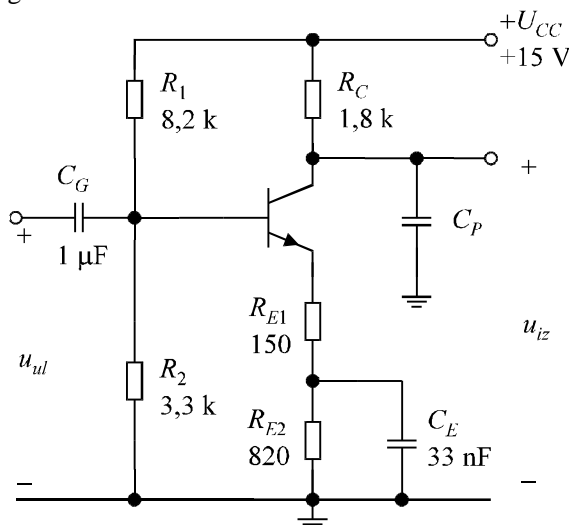 +U_CC
+15 V
R_1
8,2 k
R_C
1,8 k
C_G
+
1 μF
+
C_P
R_E1
150
u_ul
u_iz
R_2
3,3 k
R_E2
820
C_E
33 nF
–
–